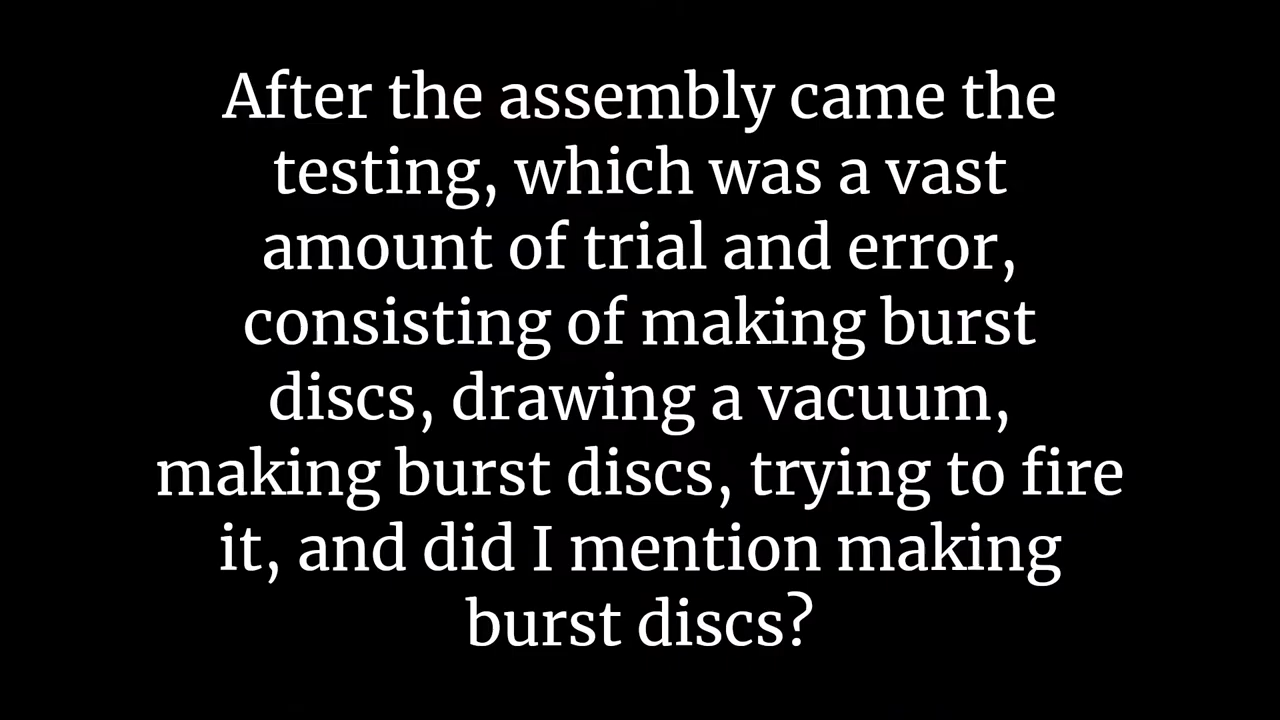 After the assembly came the
testing, which was a vast
amount of trial and error,
consisting of making burst
discs, drawing a vacuum,
making burst discs, trying to fire
it, and did I mention making
burst discs?